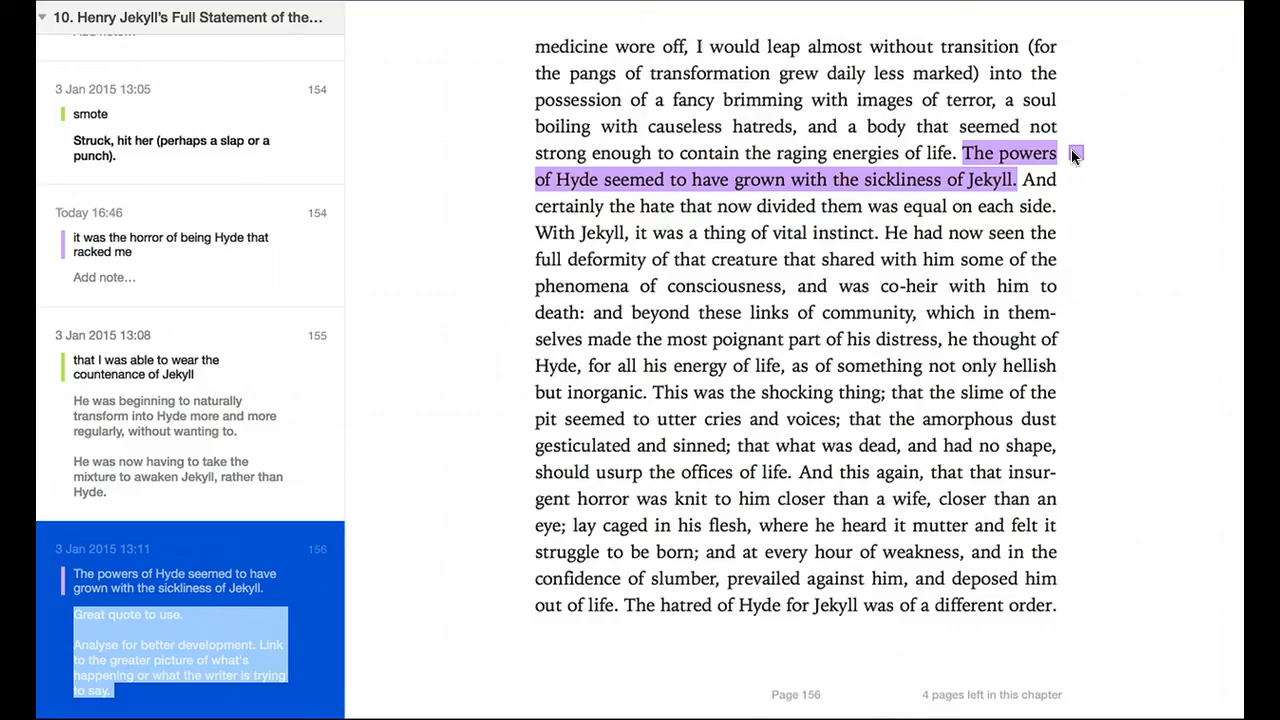 10. Henry Jekyll's Full Statement of the…
3 Jan 2015 13:05 154
smote
Struck, hit her (perhaps a slap or a
punch).
Today 16:46 154
it was the horror of being Hyde that
racked me
Add note…
3 Jan 2015 13:08 155
that I was able to wear the
countenance of Jekyll
He was beginning to naturally
transform into Hyde more and more
regularly, without wanting to.
He was now having to take the
mixture to awaken Jekyll, rather than
Hyde.
3 Jan 2015 13:11 156
The powers of Hyde seemed to have
grown with the sickliness of Jekyll.
Great quote to use.
Analyse for better development. Link
to the greater picture of what's
happening or what the writer is trying
to say.
medicine wore off, I would leap almost without transition (for
the pangs of transformation grew daily less marked) into the
possession of a fancy brimming with images of terror, a soul
boiling with causeless hatreds, and a body that seemed not
strong enough to contain the raging energies of life. The powers
of Hyde seemed to have grown with the sickliness of Jekyll. And
certainly the hate that now divided them was equal on each side.
With Jekyll, it was a thing of vital instinct. He had now seen the
full deformity of that creature that shared with him some of the
phenomena of consciousness, and was co-heir with him to
death: and beyond these links of community, which in them-
selves made the most poignant part of his distress, he thought of
Hyde, for all his energy of life, as of something not only hellish
but inorganic. This was the shocking thing; that the slime of the
pit seemed to utter cries and voices; that the amorphous dust
gesticulated and sinned; that what was dead, and had no shape,
should usurp the offices of life. And this again, that that insur-
gent horror was knit to him closer than a wife, closer than an
eye; lay caged in his flesh, where he heard it mutter and felt it
struggle to be born; and at every hour of weakness, and in the
confidence of slumber, prevailed against him, and deposed him
out of life. The hatred of Hyde for Jekyll was of a different order.
Page 156 4 pages left in this chapter